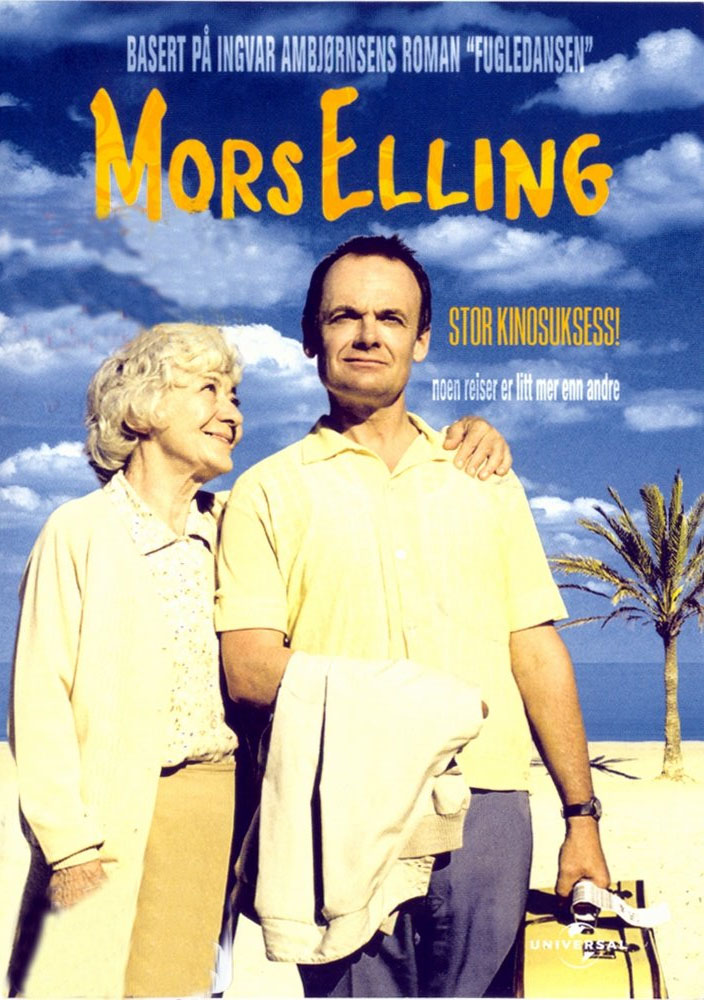 BASERT PÅ INGVAR AMBJØRNSENS ROMAN "FUGLEDANSEN"
MORS ELLING
STOR KINOSUKSESS!
noen reiser er litt mer enn andre
UNIVERSAL